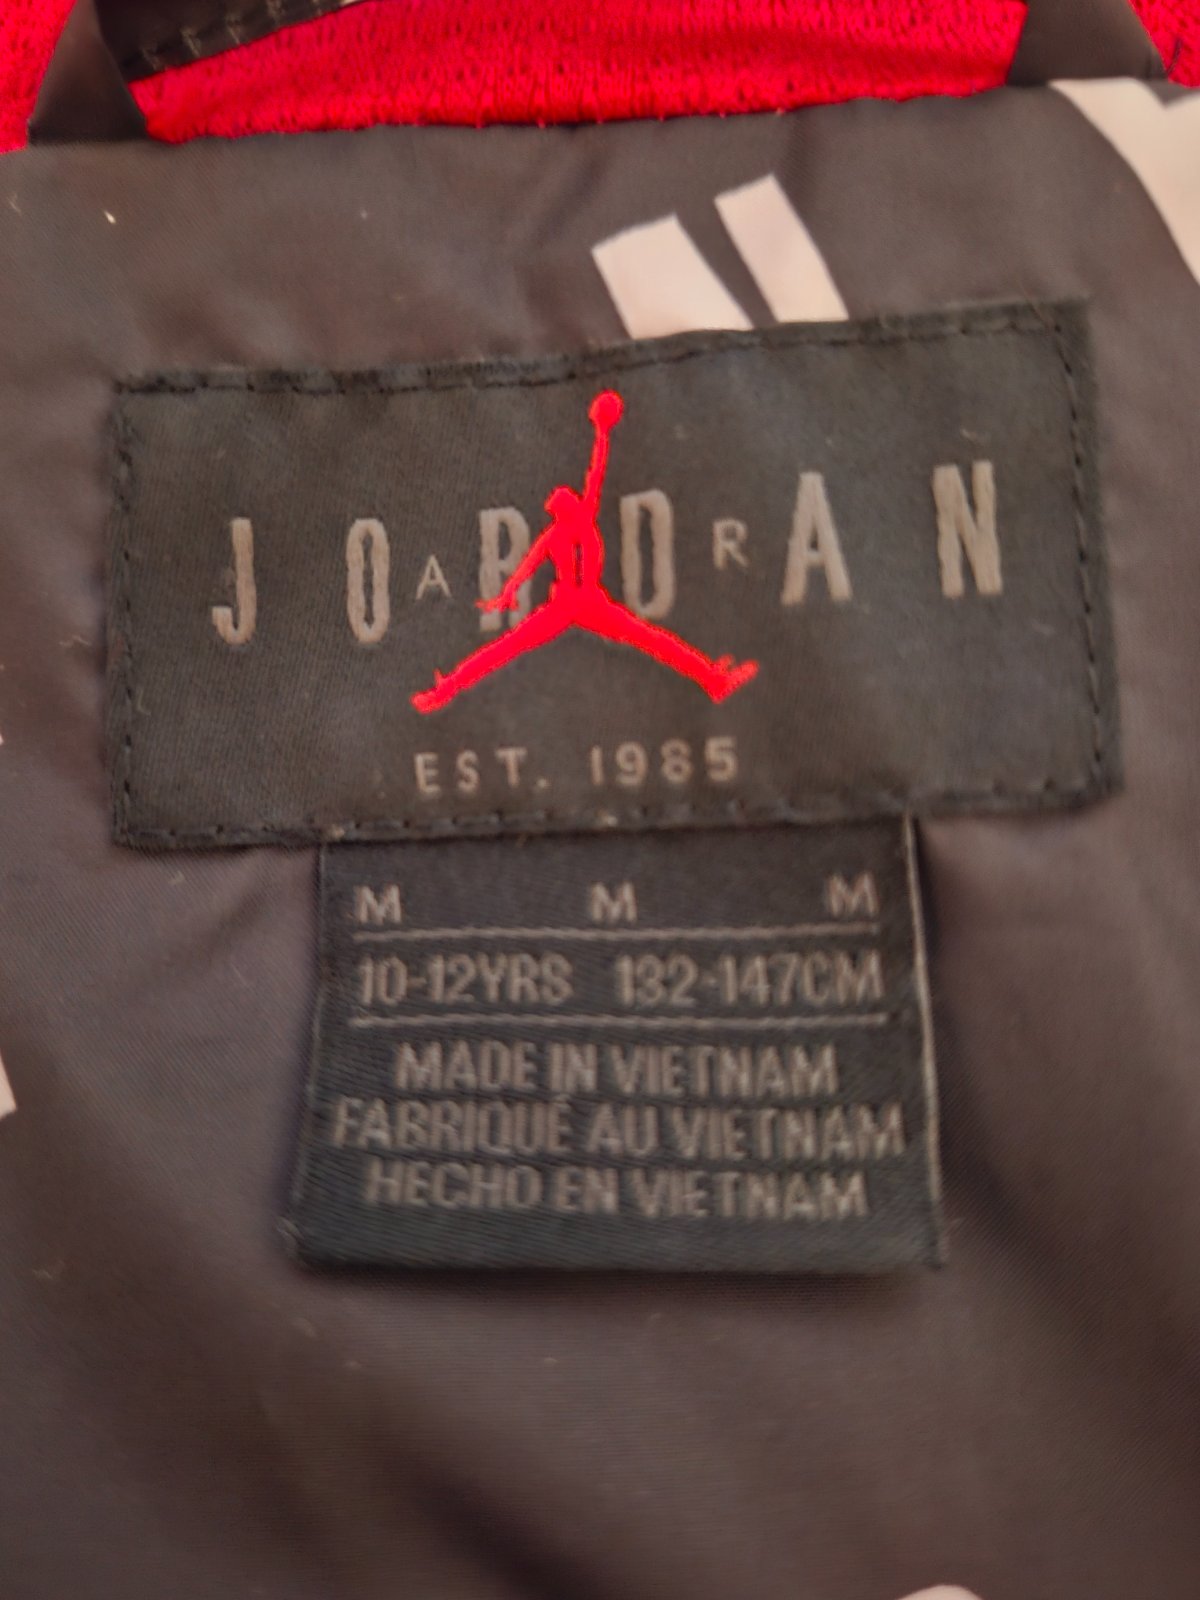 JORDAN
AIR
EST. 1985
M M M
10-12YRS 132-147CM
MADE IN VIETNAM
FABRIQUÉ AU VIETNAM
HECHO EN VIETNAM